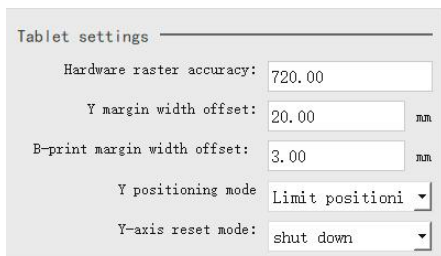 Tablet settings
Hardware raster accuracy: 720.00
Y margin width offset: 20.00 mm
B-print margin width offset: 3.00 mm
Y positioning mode Limit positioni
Y-axis reset mode: shut down